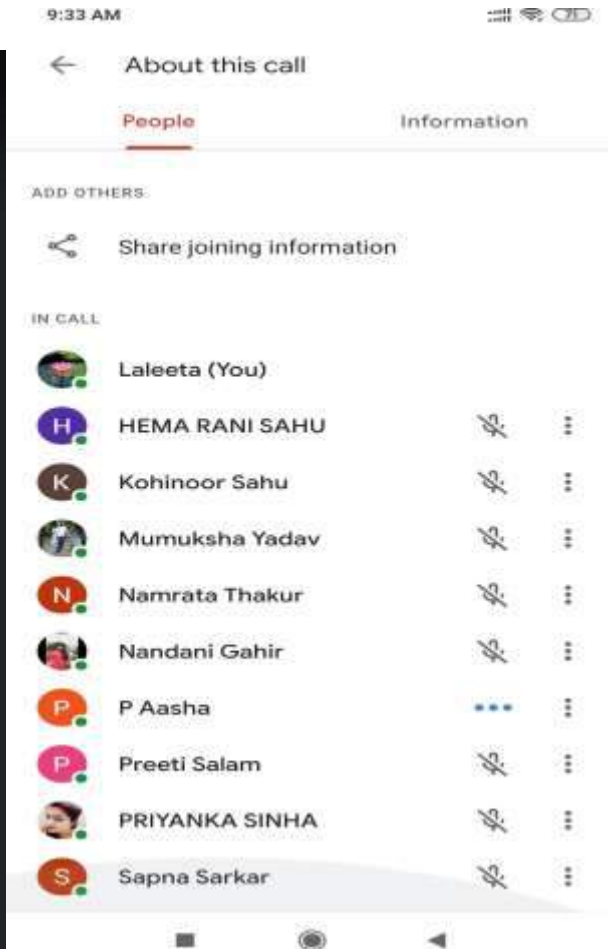 9:33 AM 71
About this call
People Information
ADD OTHERS
Share joining information
IN CALL
Laleeta (You)
H HEMA RANI SAHU
K Kohinoor Sahu
Mumuksha Yadav
N Namrata Thakur
Nandani Gahir
P P Aasha
P Preeti Salam
PRIYANKA SINHA
S Sapna Sarkar